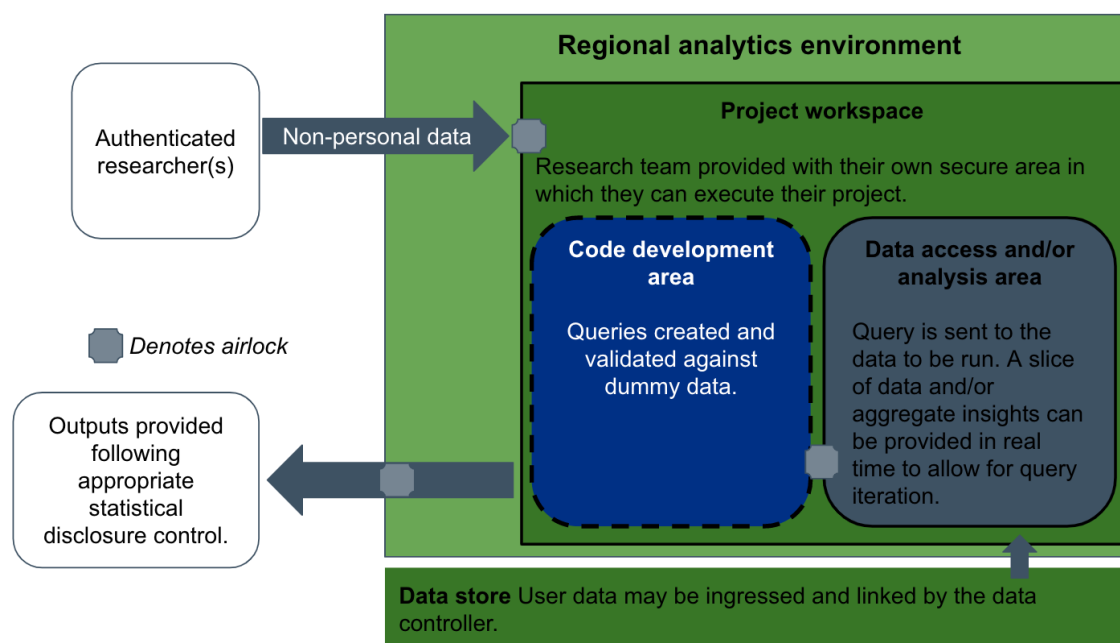 Regional analytics environment
Authenticated
researcher(s)
Non-personal data
Project workspace
Research team provided with their own secure area in
which they can execute their project.
Code development
area
Queries created and
validated against
dummy data.
Data access and/or
analysis area
Query is sent to the
data to be run. A slice
of data and/or
aggregate insights can
be provided in real
time to allow for query
iteration.
Denotes airlock
Outputs provided
following
appropriate
statistical
disclosure control.
Data store User data may be ingressed and linked by the data
controller.